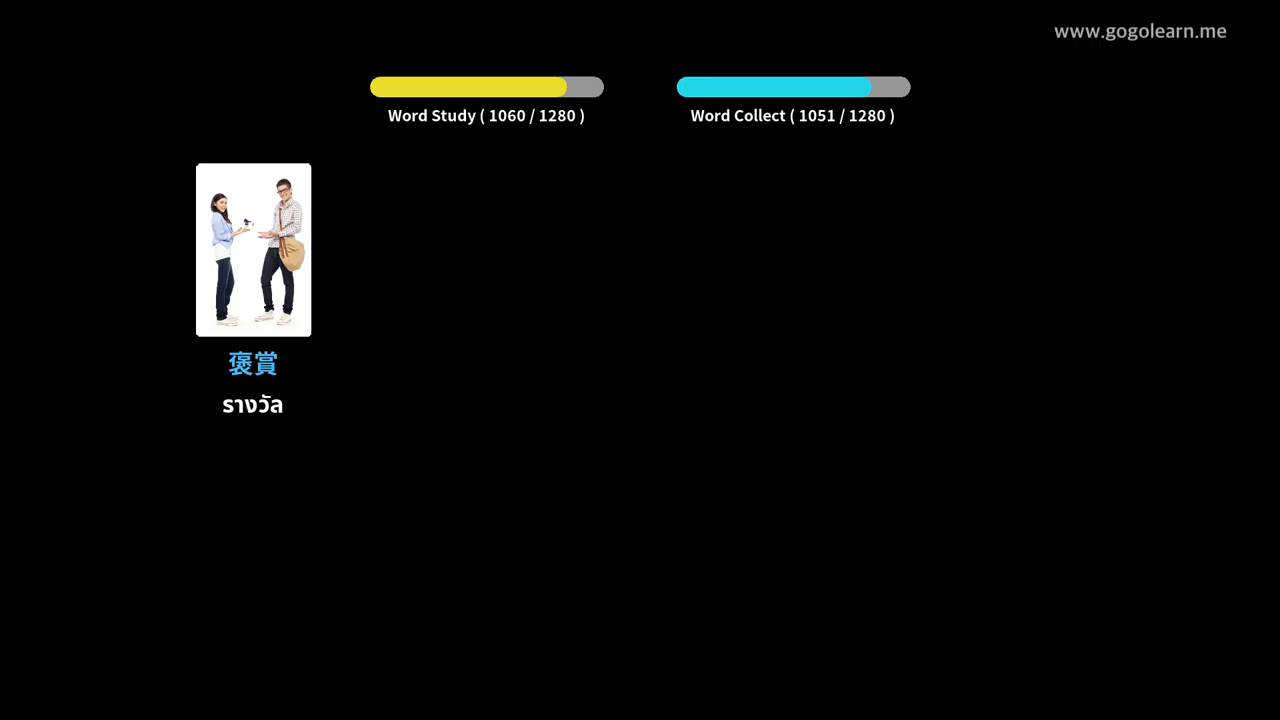 www.gogolearn.me
Word Study ( 1060 / 1280 )
Word Collect ( 1051 / 1280 )
褒賞
รางวัล